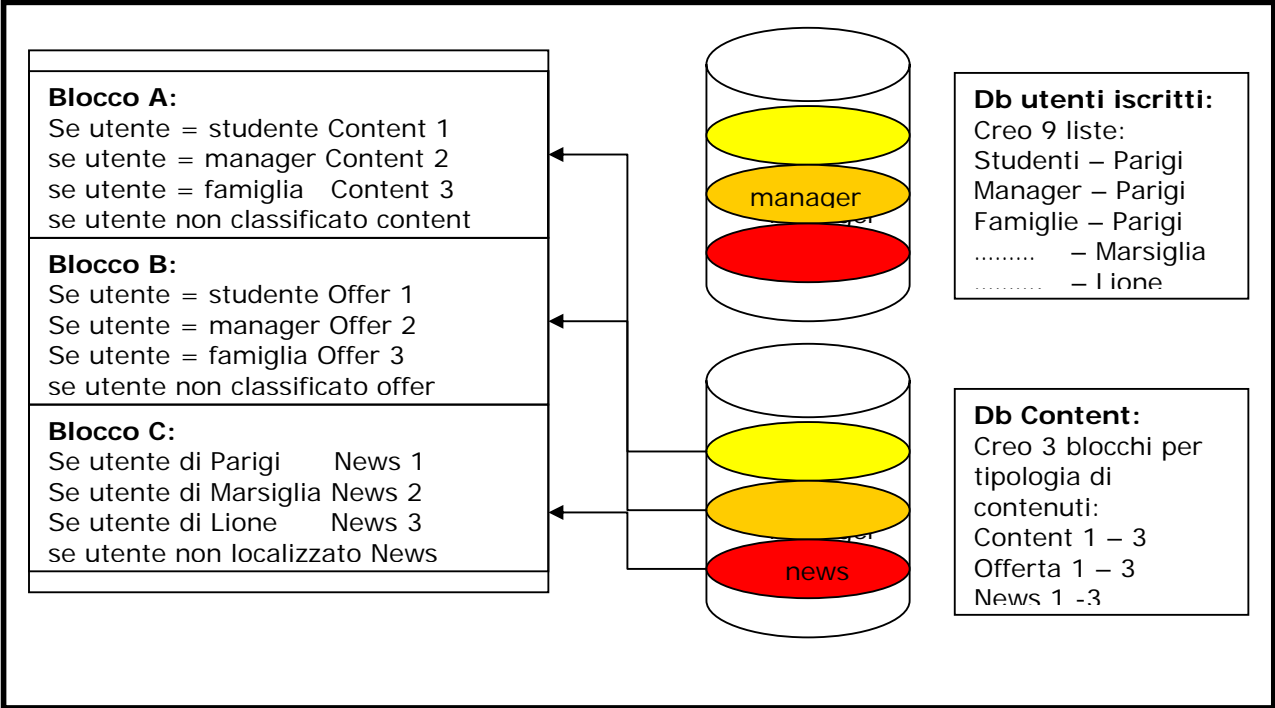 Blocco A:
Se utente = studente Content 1
se utente = manager Content 2
se utente = famiglia Content 3
se utente non classificato content
Blocco B:
Se utente = studente Offer 1
Se utente = manager Offer 2
Se utente = famiglia Offer 3
se utente non classificato offer
Blocco C:
Se utente di Parigi News 1
Se utente di Marsiglia News 2
Se utente di Lione News 3
se utente non localizzato News
manager
news
Db utenti iscritti:
Creo 9 liste:
Studenti – Parigi
Manager – Parigi
Famiglie – Parigi
......... – Marsiglia
.......... – Lione
Db Content:
Creo 3 blocchi per
tipologia di
contenuti:
Content 1 – 3
Offerta 1 – 3
News 1 -3